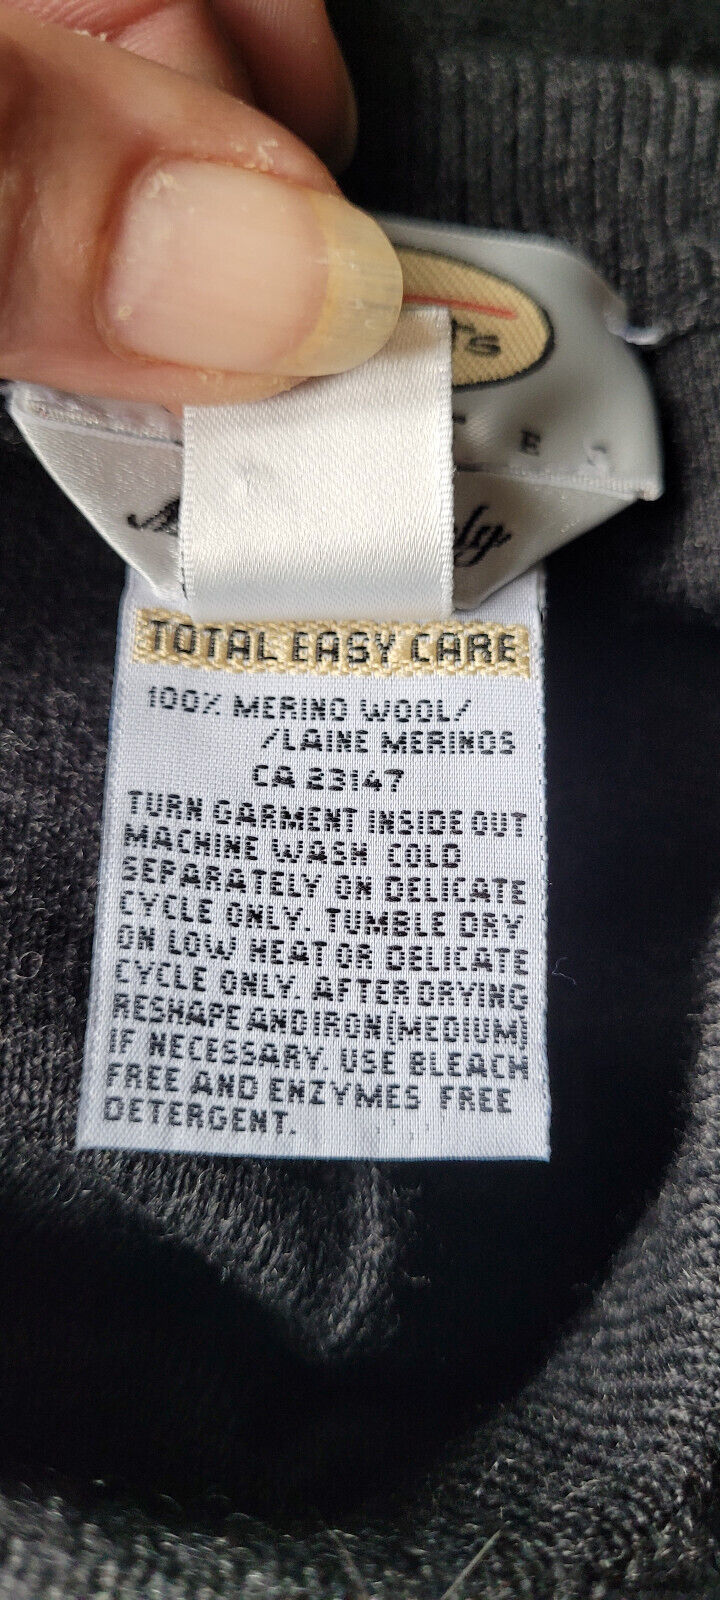 TOTAL EASY CARE
100% MERINO WOOL/
/LAINE MERINOS
CA 23147
TURN GARMENT INSIDE OUT
MACHINE WASH COLD
SEPARATELY ON DELICATE
CYCLE ONLY. TUMBLE DRY
ON LOW HEAT OR DELICATE
CYCLE ONLY. AFTER DRYING
RESHAPE AND IRON (MEDIUM)
IF NECESSARY. USE BLEACH
FREE AND ENZYMES FREE
DETERGENT.